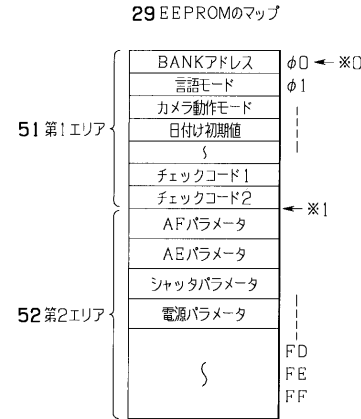 29 EEPROMのマップ
BANKアドレス φ0 ← ※0
言語モード φ1
カメラ動作モード
日付け初期値
51 第1エリア
〜
チェックコード1
チェックコード2
← ※1
AFパラメータ
AEパラメータ
シャッタパラメータ
52 第2エリア
電源パラメータ
〜
FD
FE
FF